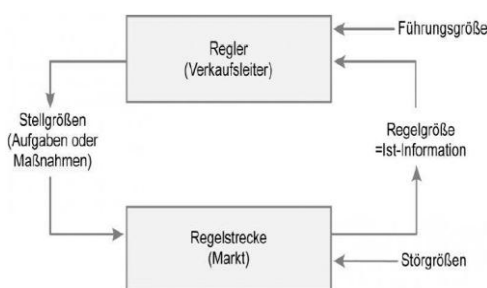 Führungsgröße
Regler
(Verkaufsleiter)
Stellgrößen
(Aufgaben oder
Maßnahmen)
Regelgröße
=Ist-Information
Regelstrecke
(Markt)
Störgrößen